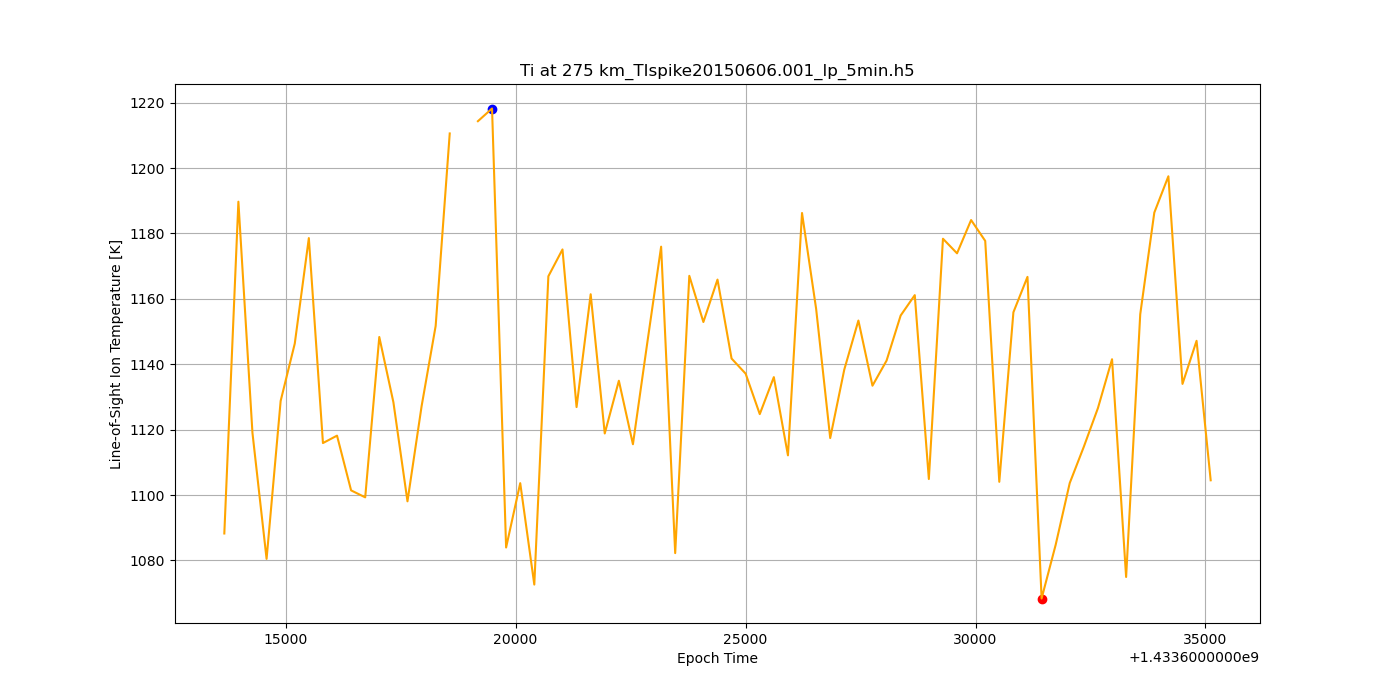 Ti at 275 km_TIspike20150606.001_lp_5min.h5
Line-of-Sight Ion Temperature [K]
1220
1200
1180
1160
1140
1120
1100
1080
15000 20000 25000 30000 35000
Epoch Time
+1.4336000000e9